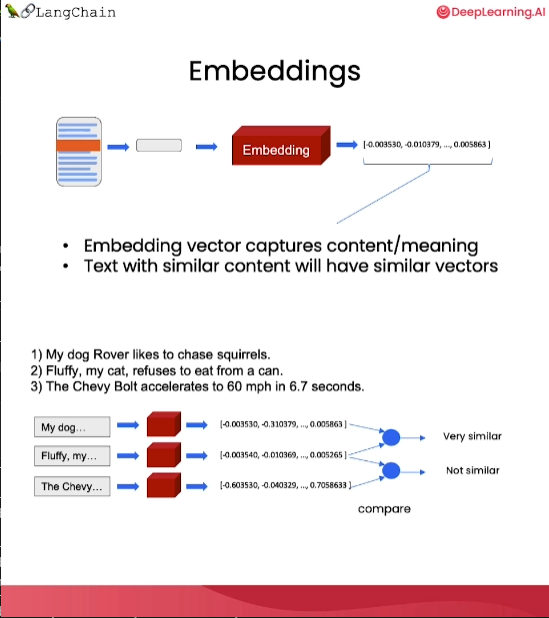 LangChain
DeepLearning.AI
Embeddings
Embedding
[-0.003530, -0.010379, ..., 0.005863 ]
• Embedding vector captures content/meaning
• Text with similar content will have similar vectors
1) My dog Rover likes to chase squirrels.
2) Fluffy, my cat, refuses to eat from a can.
3) The Chevy Bolt accelerates to 60 mph in 6.7 seconds.
My dog... [-0.003530, -0.310379, ..., 0.005863 ]
Very similar
Fluffy, my... [-0.003540, -0.010369, ..., 0.005265 ]
Not similar
The Chevy... [-0.603530, -0.040329, ..., 0.7058633 ]
compare